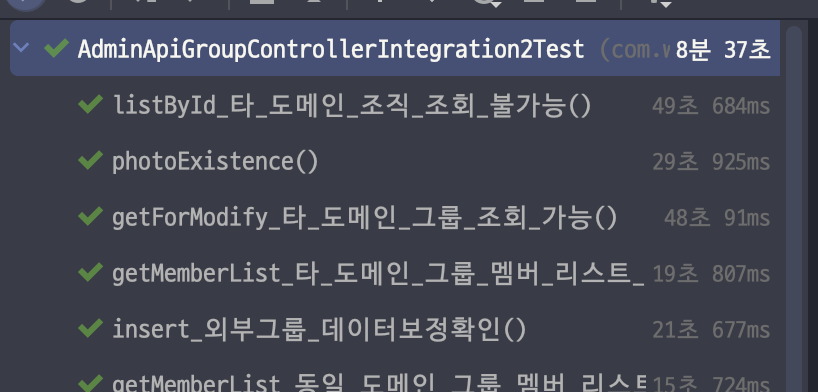 AdminApiGroupControllerIntegration2Test (com.w 8분 37초
listById_타_도메인_조직_조회_불가능() 49초 684ms
photoExistence() 29초 925ms
getForModify_타_도메인_그룹_조회_가능() 48초 91ms
getMemberList_타_도메인_그룹_멤버_리스트_ 19초 807ms
insert_외부그룹_데이터보정확인() 21초 677ms
getMemberList_동일_도메인_그룹_멤버_리스트 15초 724ms